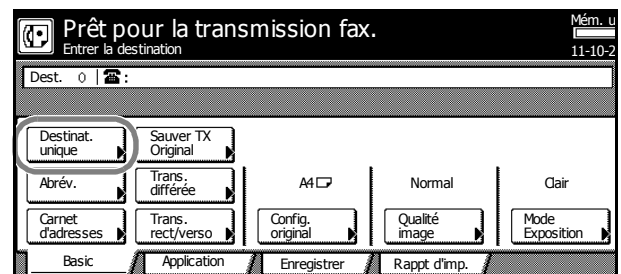 Prêt pour la transmission fax.
Mém. u
Entrer la destination
11-10-2
Dest. 0 :
Destinat.
unique
Sauver TX
Original
Abrév.
Trans.
différée
A4
Normal
Clair
Carnet
d'adresses
Trans.
rect/verso
Config.
original
Qualité
image
Mode
Exposition
Basic
Application
Enregistrer
Rappt d'imp.